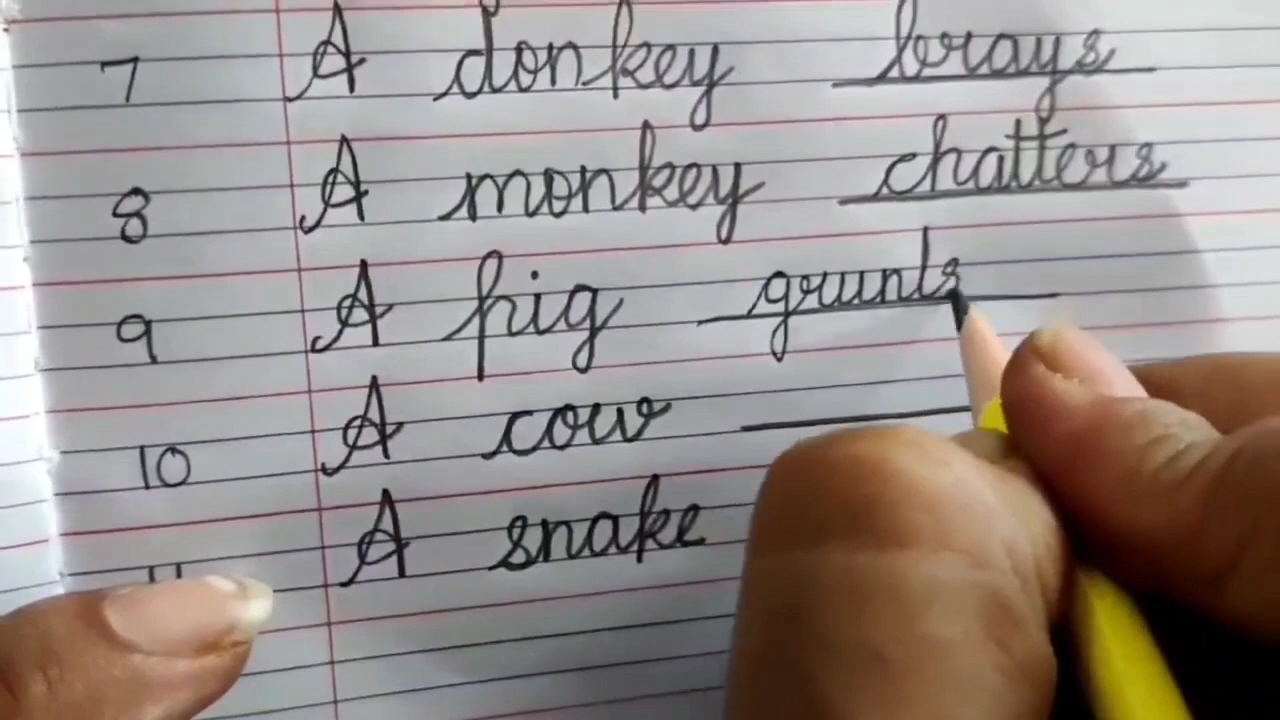 7 A donkey brays
8 A monkey chatters
9 A pig grunts
10 A cow
A snake